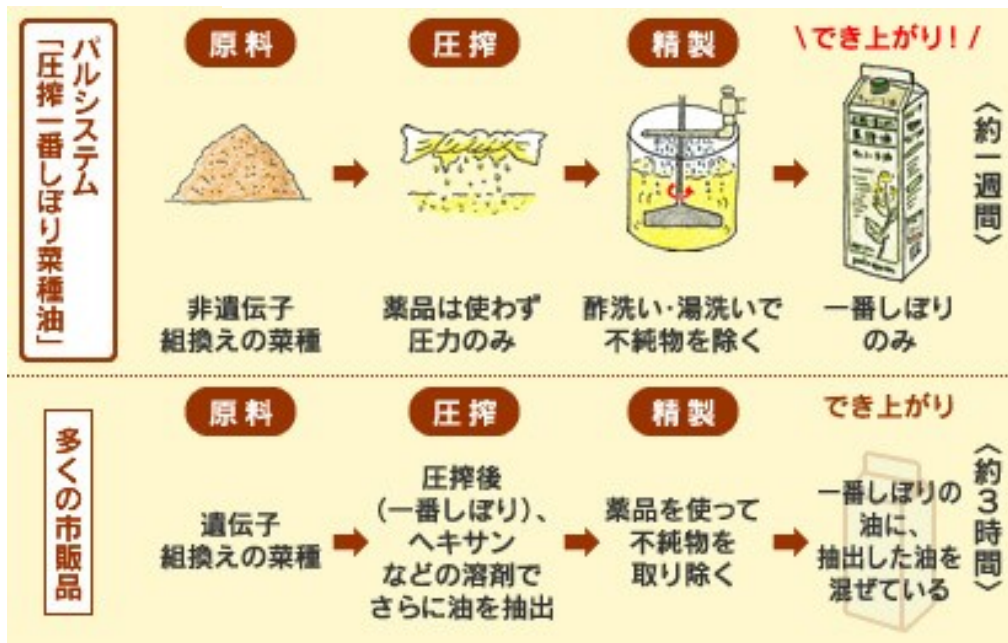 パルシステム
「圧搾一番しぼり菜種油」
原料
圧搾
精製
\でき上がり!/
〈約一週間〉
非遺伝子
組換えの菜種
薬品は使わず
圧力のみ
酢洗い・湯洗いで
不純物を除く
一番しぼり
のみ
多くの市販品
原料
圧搾
精製
でき上がり
〈約3時間〉
遺伝子
組換えの菜種
圧搾後
(一番しぼり)、
ヘキサン
などの溶剤で
さらに油を抽出
薬品を使って
不純物を
取り除く
一番しぼりの
油に、
抽出した油を
混ぜている